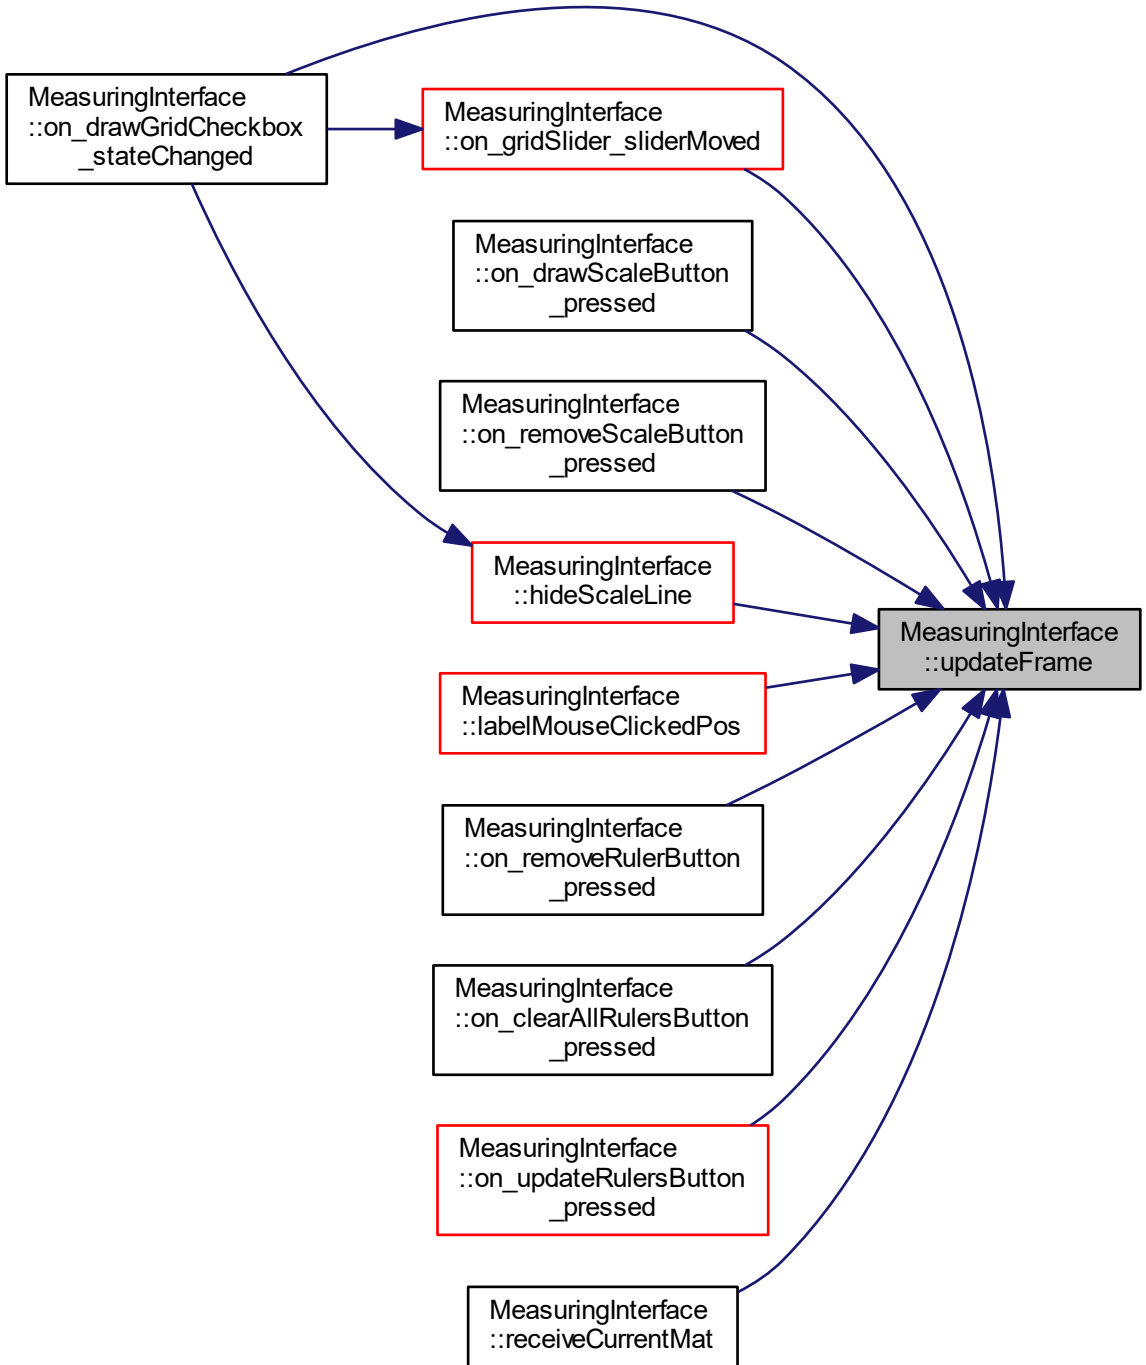 MeasuringInterface
::on_drawGridCheckbox
_stateChanged
MeasuringInterface
::on_gridSlider_sliderMoved
MeasuringInterface
::on_drawScaleButton
_pressed
MeasuringInterface
::on_removeScaleButton
_pressed
MeasuringInterface
::hideScaleLine
MeasuringInterface
::updateFrame
MeasuringInterface
::labelMouseClickedPos
MeasuringInterface
::on_removeRulerButton
_pressed
MeasuringInterface
::on_clearAllRulersButton
_pressed
MeasuringInterface
::on_updateRulersButton
_pressed
MeasuringInterface
::receiveCurrentMat